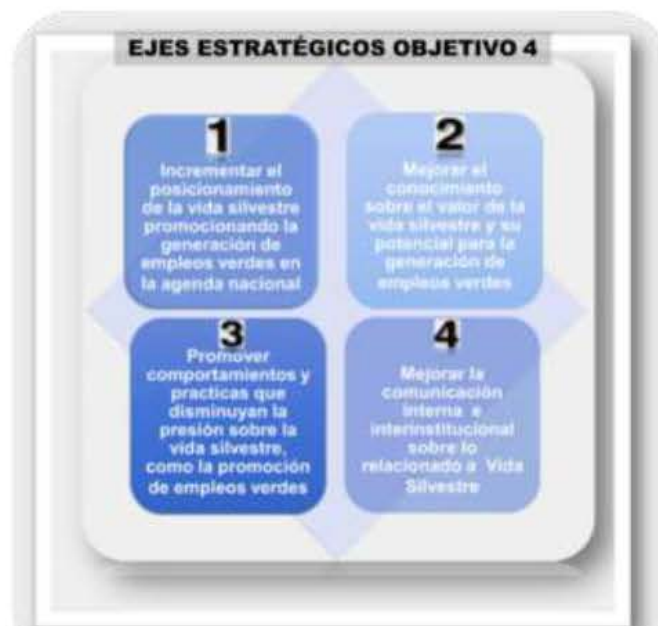 EJES ESTRATÉGICOS OBJETIVO 4
1
Incrementar el
posicionamiento
de la vida silvestre
promocionando la
generación de
empleos verdes en
la agenda nacional
2
Mejorar el
conocimiento
sobre el valor de la
vida silvestre y su
potencial para la
generación de
empleos verdes
3
Promover
comportamientos y
practicas que
disminuyan la
presión sobre la
vida silvestre,
como la promoción
de empleos verdes
4
Mejorar la
comunicación
interna e
interinstitucional
sobre lo
relacionado a Vida
Silvestre